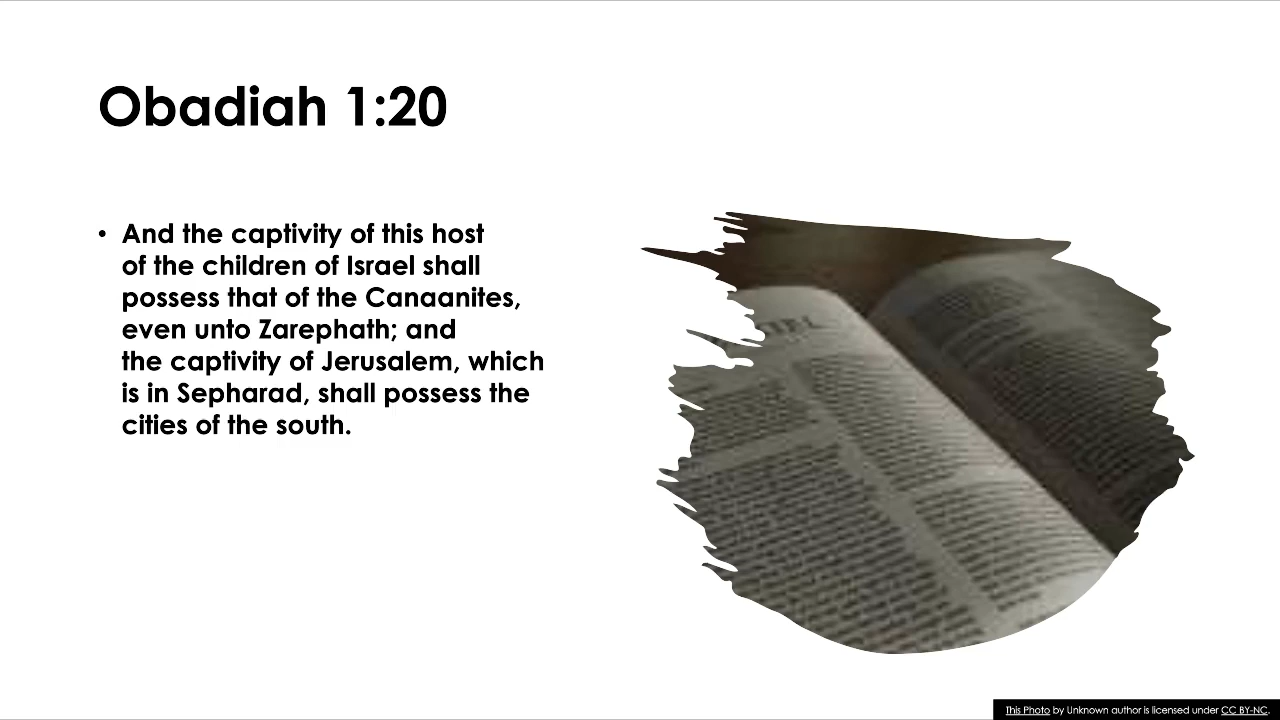 Obadiah 1:20
• And the captivity of this host
of the children of Israel shall
possess that of the Canaanites,
even unto Zarephath; and
the captivity of Jerusalem, which
is in Sepharad, shall possess the
cities of the south.
This Photo by Unknown author is licensed under CC BY-NC.